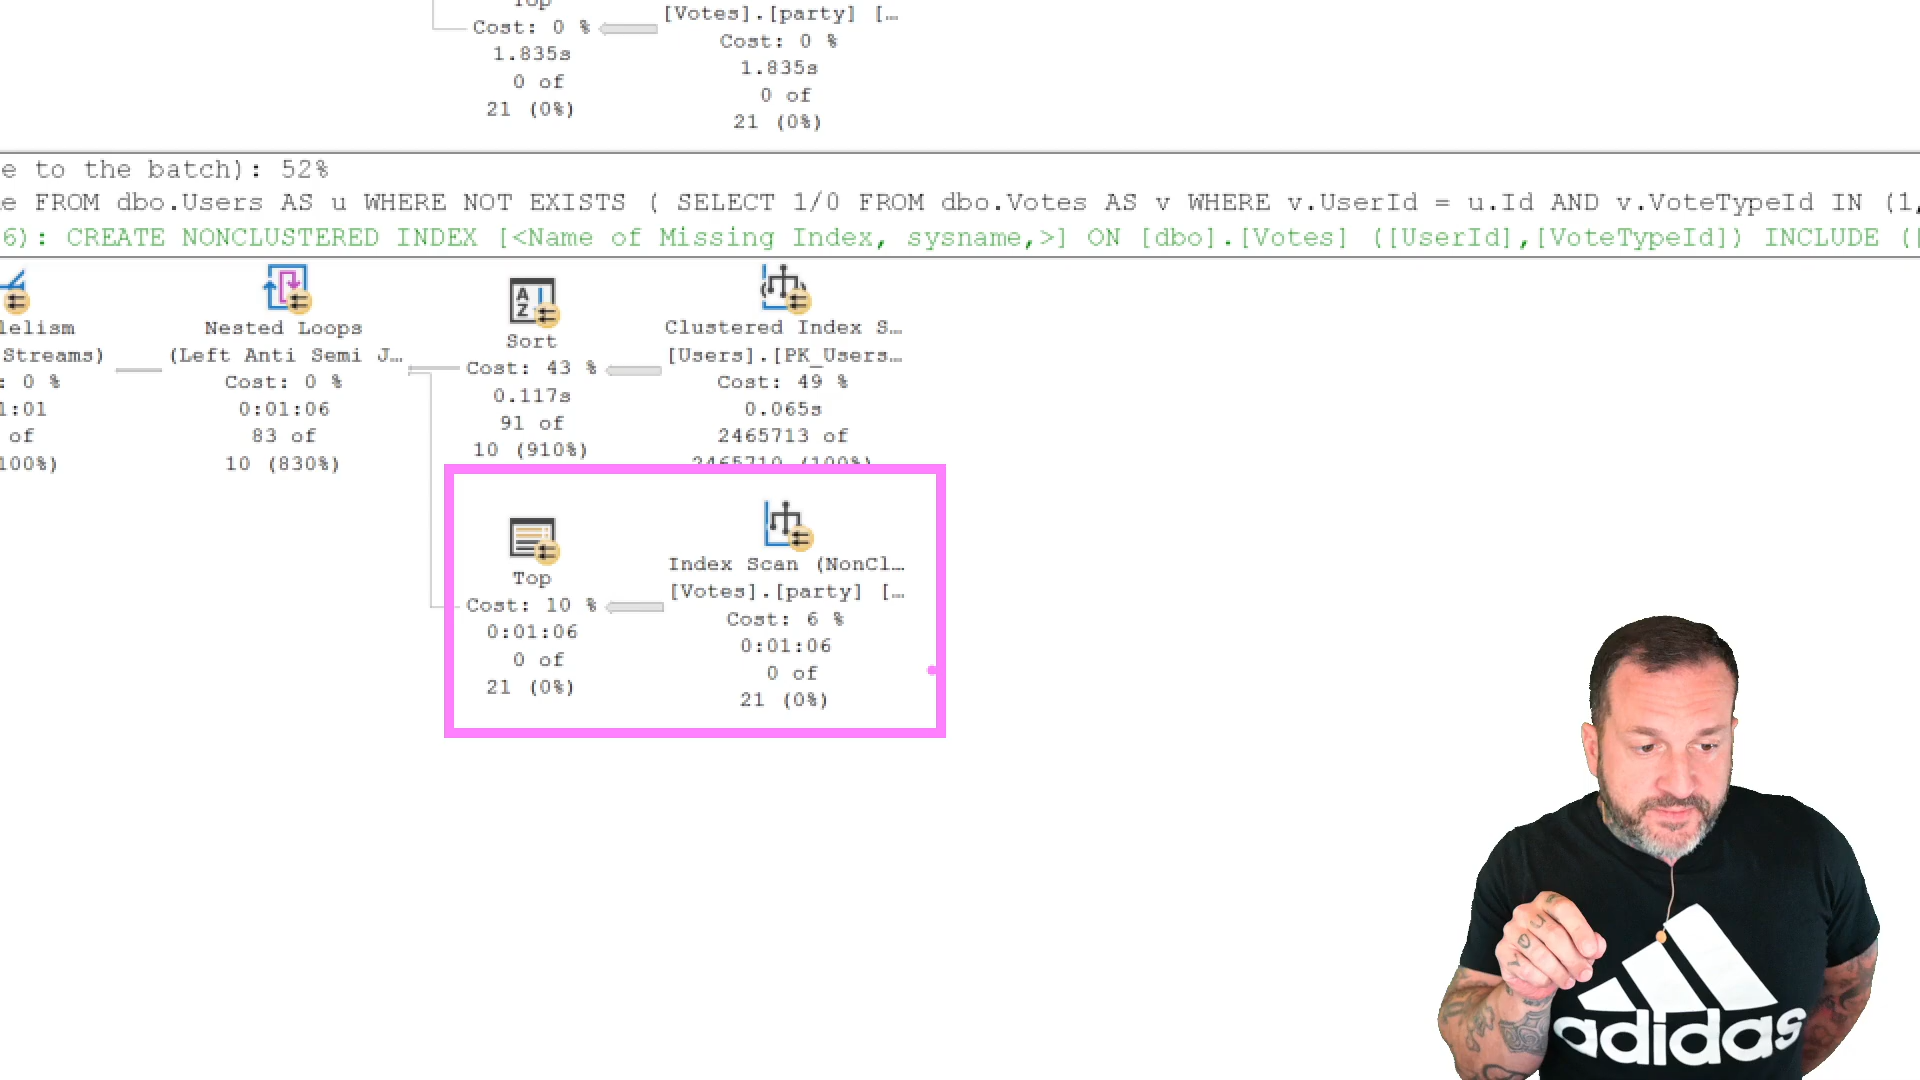 Top
Cost: 0 %
1.835s
0 of
21 (0%)
[Votes].[party] […
Cost: 0 %
1.835s
0 of
21 (0%)
e to the batch): 52%
e FROM dbo.Users AS u WHERE NOT EXISTS ( SELECT 1/0 FROM dbo.Votes AS v WHERE v.UserId = u.Id AND v.VoteTypeId IN (1,
6): CREATE NONCLUSTERED INDEX [<Name of Missing Index, sysname,>] ON [dbo].[Votes] ([UserId],[VoteTypeId]) INCLUDE ([
lelism
Streams)
: 0 %
1:01
of
100%)
Nested Loops
(Left Anti Semi J…
Cost: 0 %
0:01:06
83 of
10 (830%)
Sort
Cost: 43 %
0.117s
91 of
10 (910%)
Clustered Index S…
[Users].[PK_Users…
Cost: 49 %
0.065s
2465713 of
2465710 (100%)
Top
Cost: 10 %
0:01:06
0 of
21 (0%)
Index Scan (NonCl…
[Votes].[party] […
Cost: 6 %
0:01:06
0 of
21 (0%)
adidas